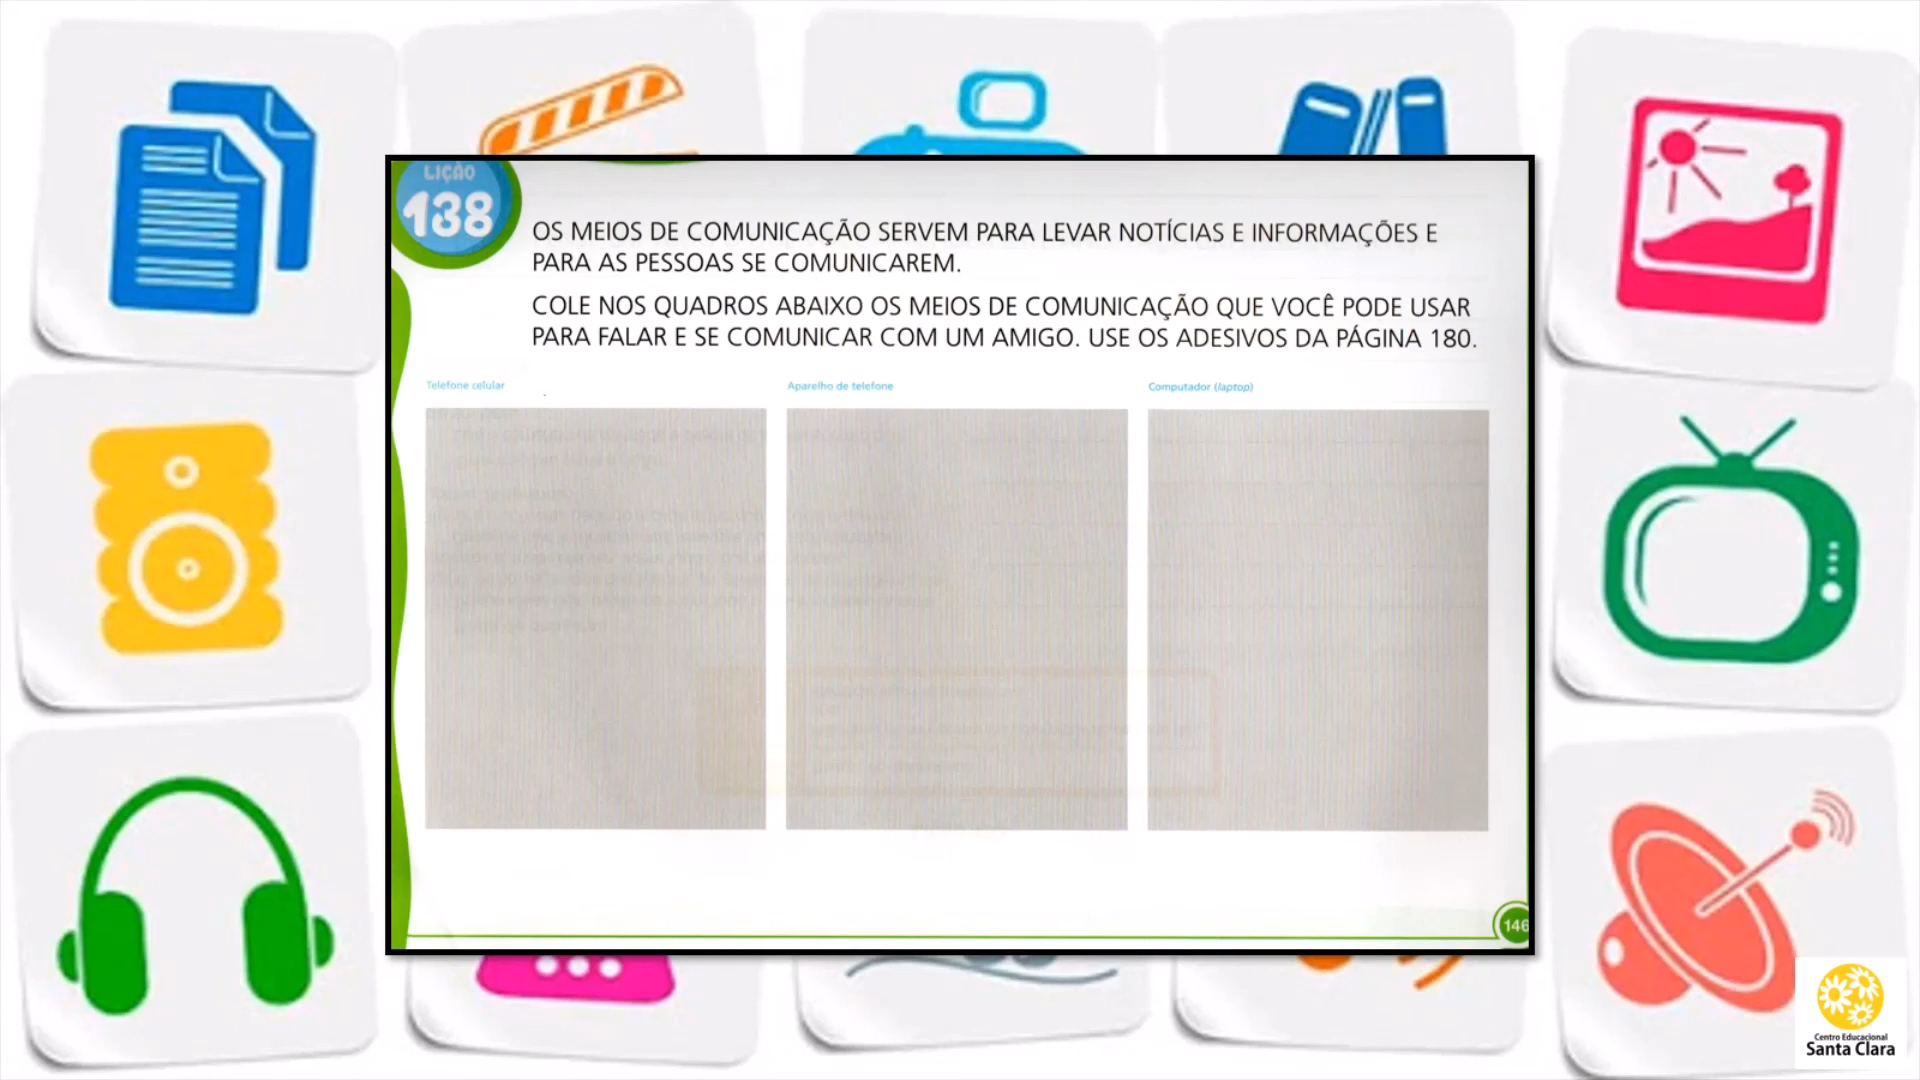 LIÇÃO
138
OS MEIOS DE COMUNICAÇÃO SERVEM PARA LEVAR NOTÍCIAS E INFORMAÇÕES E
PARA AS PESSOAS SE COMUNICAREM.
COLE NOS QUADROS ABAIXO OS MEIOS DE COMUNICAÇÃO QUE VOCÊ PODE USAR
PARA FALAR E SE COMUNICAR COM UM AMIGO. USE OS ADESIVOS DA PÁGINA 180.
Telefone celular
Aparelho de telefone
Computador (laptop)
146
Centro Educacional
Santa Clara